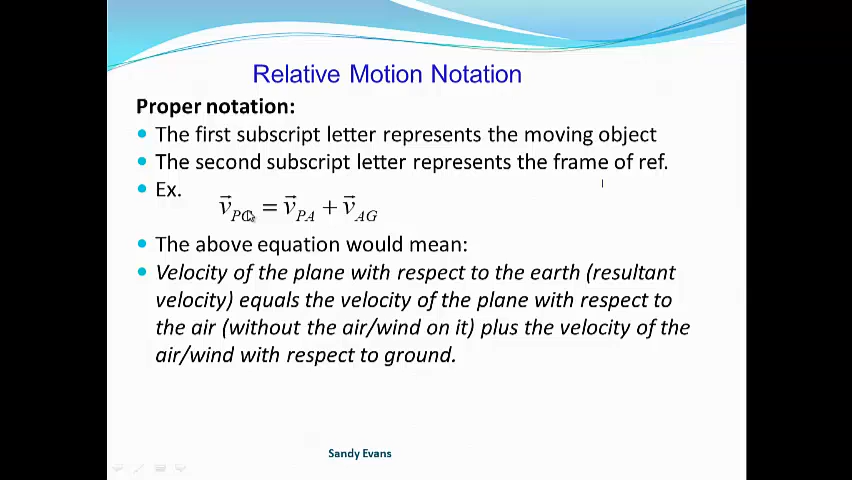 Relative Motion Notation
Proper notation:
• The first subscript letter represents the moving object
• The second subscript letter represents the frame of ref.
• Ex.
v⃗_PG = v⃗_PA + v⃗_AG
• The above equation would mean:
• Velocity of the plane with respect to the earth (resultant
velocity) equals the velocity of the plane with respect to
the air (without the air/wind on it) plus the velocity of the
air/wind with respect to ground.
Sandy Evans